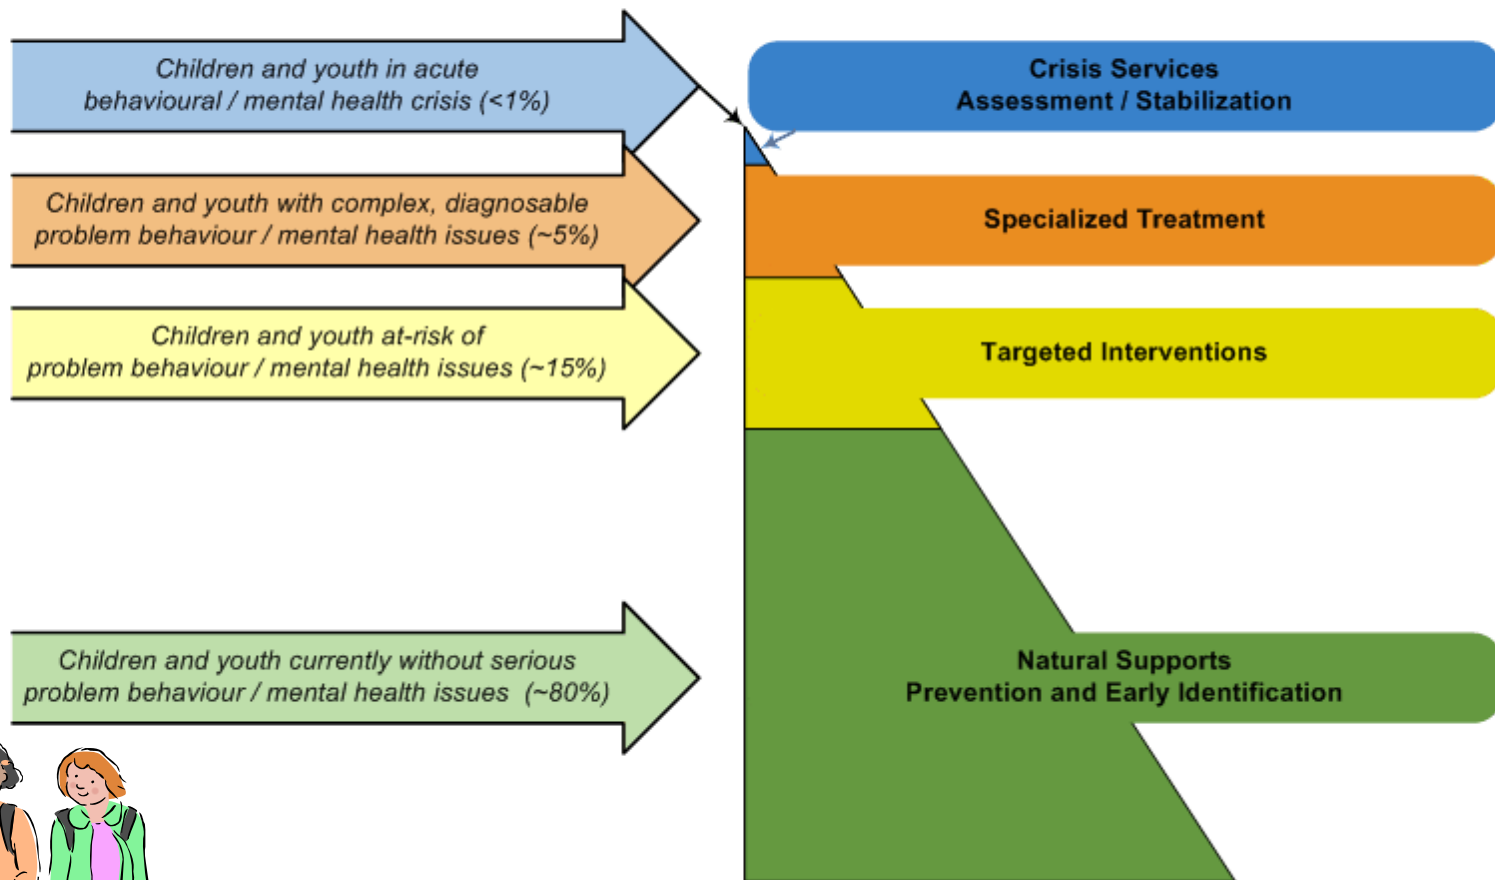 Children and youth in acute
behavioural / mental health crisis (<1%)
Crisis Services
Assessment / Stabilization
Children and youth with complex, diagnosable
problem behaviour / mental health issues (~5%)
Specialized Treatment
Children and youth at-risk of
problem behaviour / mental health issues (~15%)
Targeted Interventions
Children and youth currently without serious
problem behaviour / mental health issues  (~80%)
Natural Supports
Prevention and Early Identification